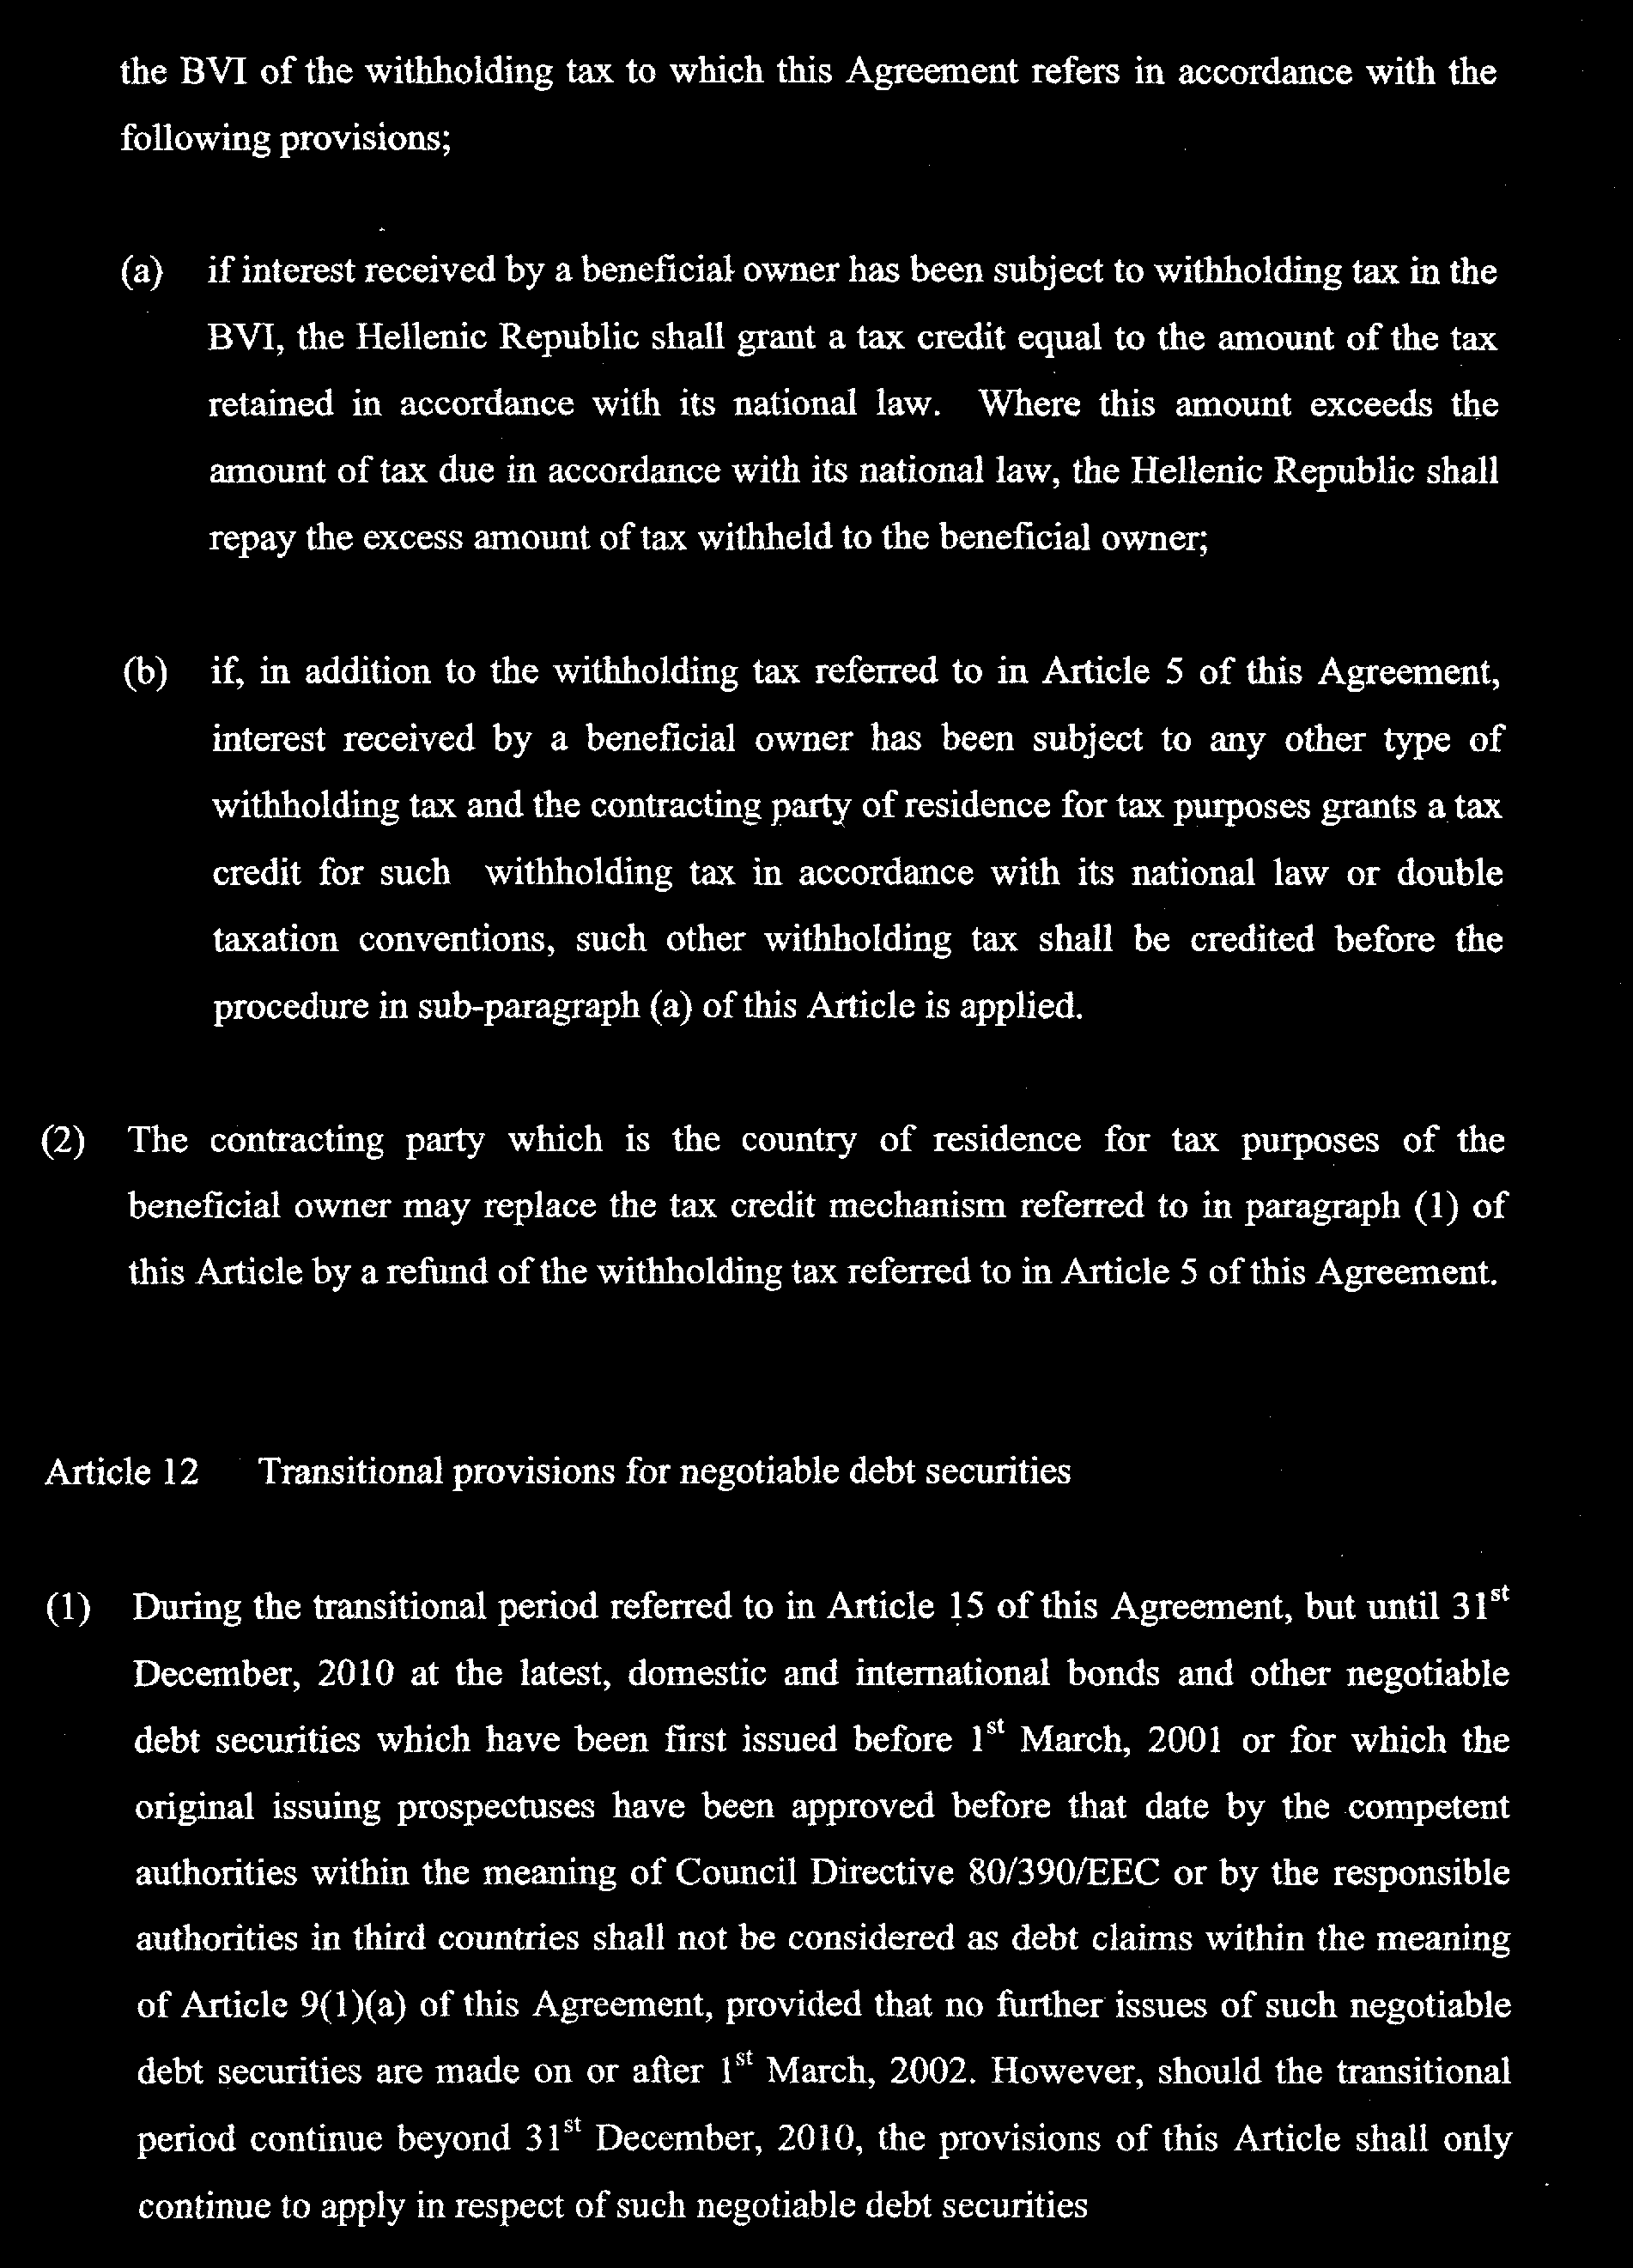 the BVI of the withholding tax to which this Agreement refers in accordance with the
following provisions;
(a) if interest received by a beneficial owner has been subject to withholding tax in the
BVI, the Hellenic Republic shall grant a tax credit equal to the amount of the tax
retained in accordance with its national law. Where this amount exceeds the
amount of tax due in accordance with its national law, the Hellenic Republic shall
repay the excess amount of tax withheld to the beneficial owner;
(b) if, in addition to the withholding tax referred to in Article 5 of this Agreement,
interest received by a beneficial owner has been subject to any other type of
withholding tax and the contracting party of residence for tax purposes grants a tax
credit for such withholding tax in accordance with its national law or double
taxation conventions, such other withholding tax shall be credited before the
procedure in sub-paragraph (a) of this Article is applied.
(2) The contracting party which is the country of residence for tax purposes of the
beneficial owner may replace the tax credit mechanism referred to in paragraph (1) of
this Article by a refund of the withholding tax referred to in Article 5 of this Agreement.
Article 12 Transitional provisions for negotiable debt securities
(1) During the transitional period referred to in Article 15 of this Agreement, but until 31st
December, 2010 at the latest, domestic and international bonds and other negotiable
debt securities which have been first issued before 1st March, 2001 or for which the
original issuing prospectuses have been approved before that date by the competent
authorities within the meaning of Council Directive 80/390/EEC or by the responsible
authorities in third countries shall not be considered as debt claims within the meaning
of Article 9(1)(a) of this Agreement, provided that no further issues of such negotiable
debt securities are made on or after 1st March, 2002. However, should the transitional
period continue beyond 31st December, 2010, the provisions of this Article shall only
continue to apply in respect of such negotiable debt securities